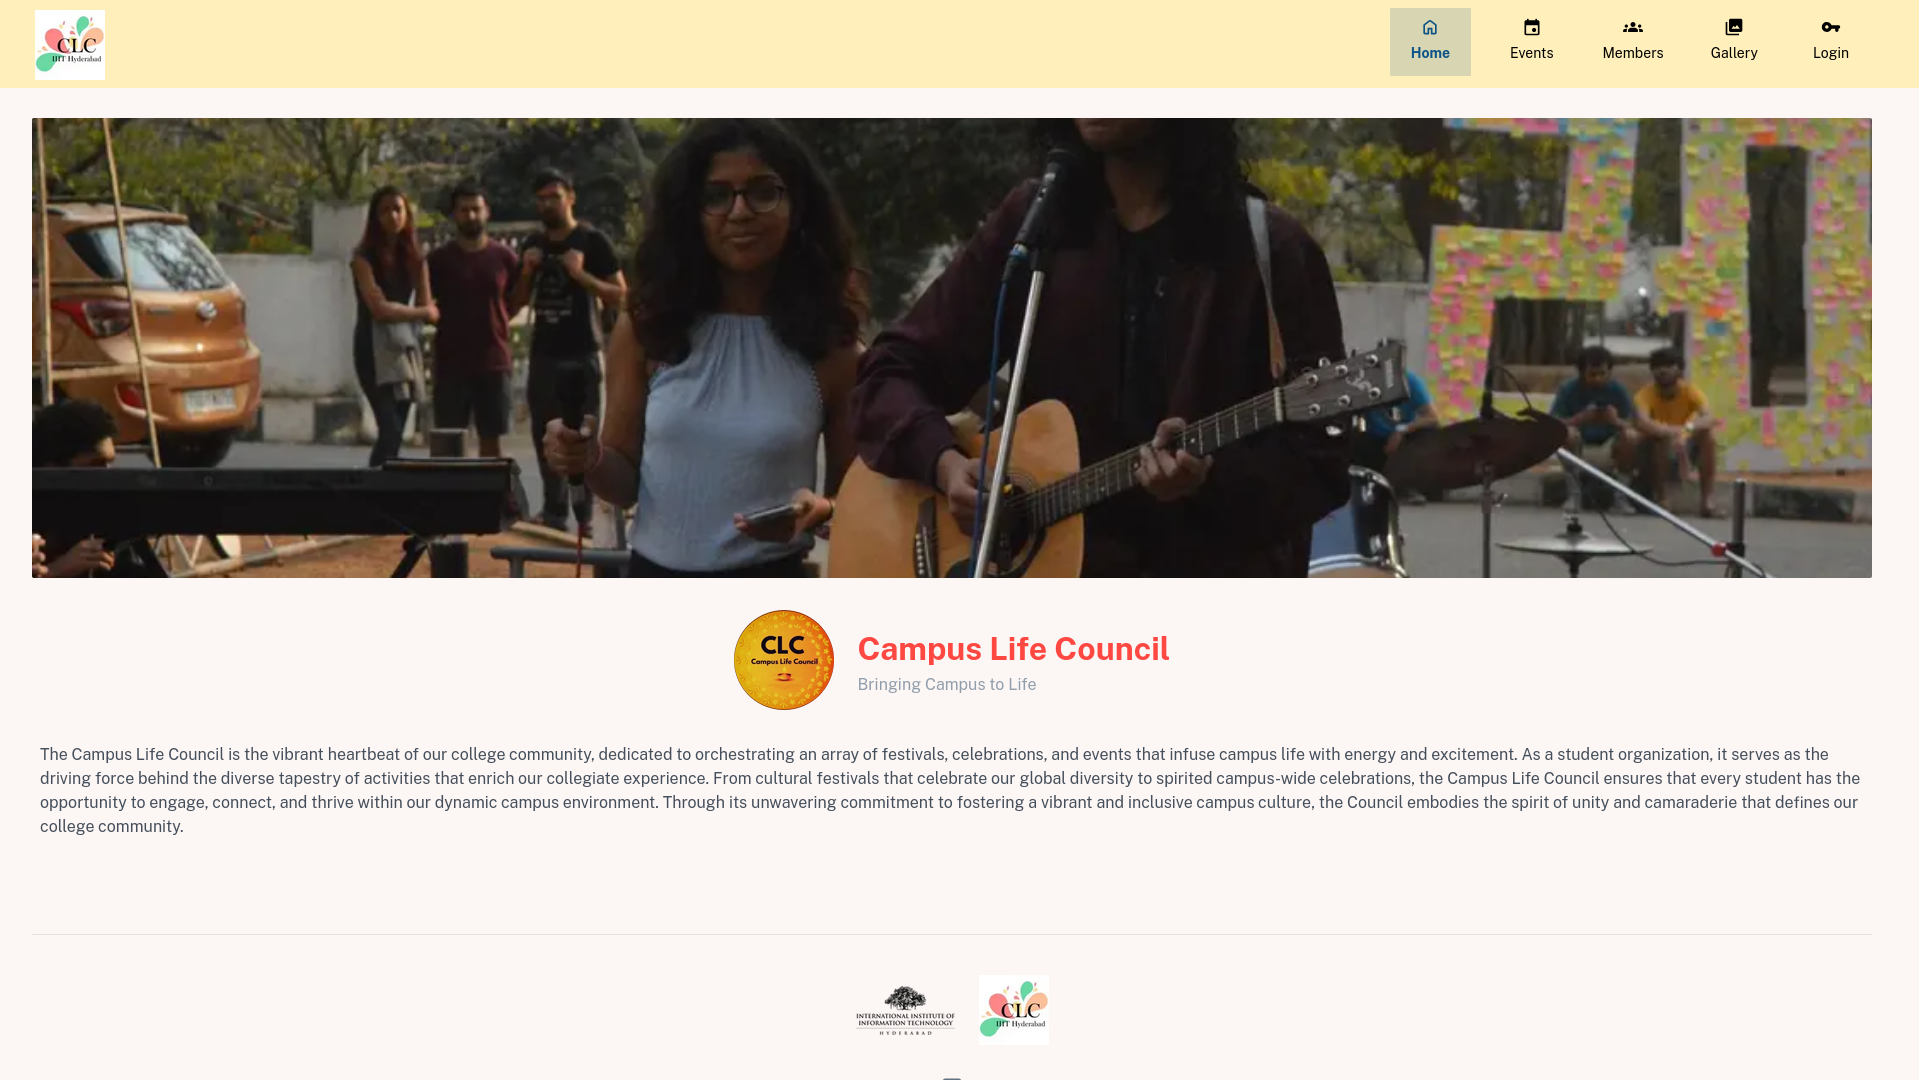 CLC
IIIT Hyderabad
Home
Events
Members
Gallery
Login
CLC
Campus Life Council
Campus Life Council
Bringing Campus to Life
The Campus Life Council is the vibrant heartbeat of our college community, dedicated to orchestrating an array of festivals, celebrations, and events that infuse campus life with energy and excitement. As a student organization, it serves as the
driving force behind the diverse tapestry of activities that enrich our collegiate experience. From cultural festivals that celebrate our global diversity to spirited campus-wide celebrations, the Campus Life Council ensures that every student has the
opportunity to engage, connect, and thrive within our dynamic campus environment. Through its unwavering commitment to fostering a vibrant and inclusive campus culture, the Council embodies the spirit of unity and camaraderie that defines our
college community.
INTERNATIONAL INSTITUTE OF
INFORMATION TECHNOLOGY
HYDERABAD
CLC
IIIT Hyderabad